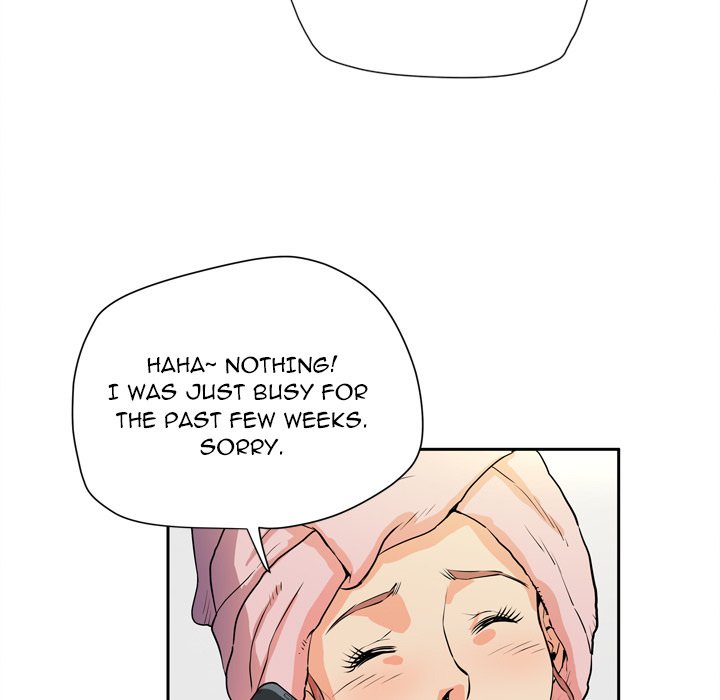 HAHA~ NOTHING!
I WAS JUST BUSY FOR
THE PAST FEW WEEKS.
SORRY.